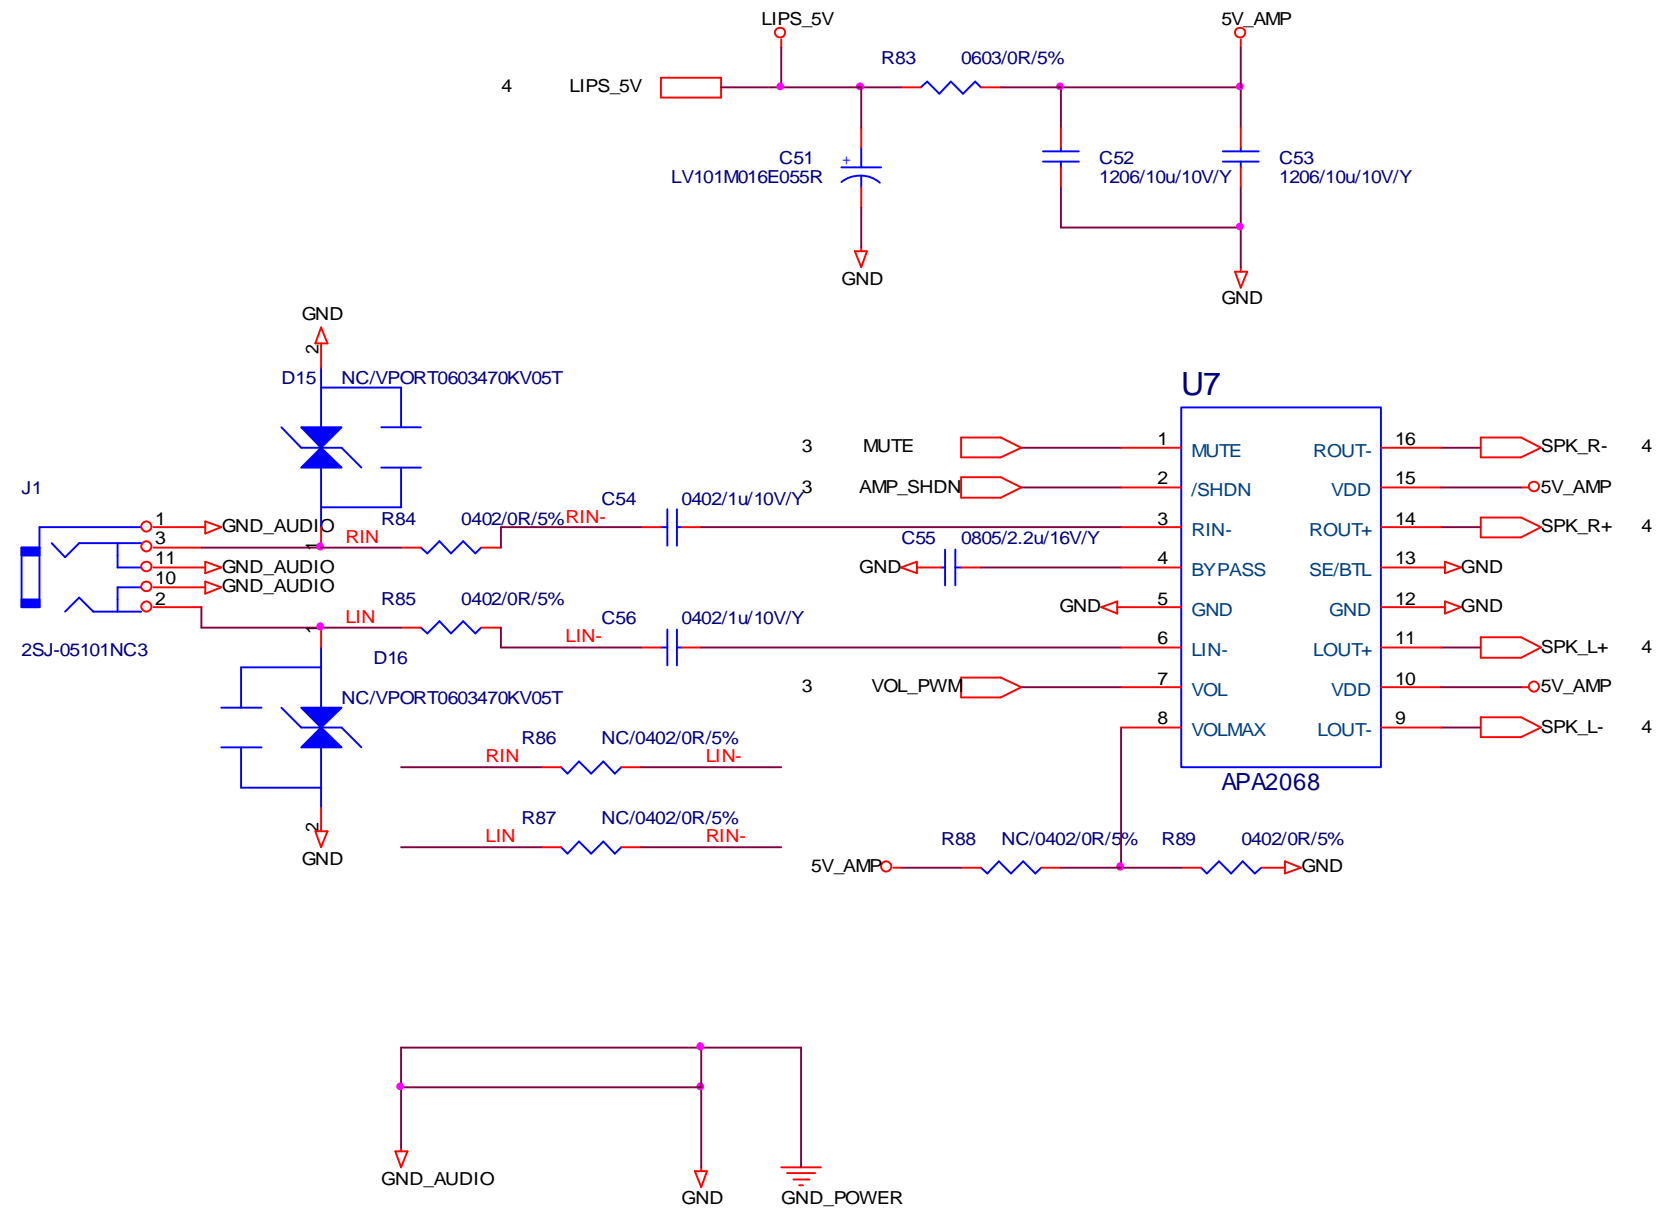 LIPS_5V 5V_AMP
R83 0603/0R/5%
4 LIPS_5V
+
C51 C52 C53
LV101M016E055R 1206/10u/10V/Y 1206/10u/10V/Y
GND
GND
GND
2
D15 NC/VPORT0603470KV05T
U7
3 MUTE 1 MUTE ROUT- 16 SPK_R- 4
3 AMP_SHDN 2 /SHDN VDD 15 5V_AMP
J1
C54 0402/1u/10V/Y
1 GND_AUDIO R84 0402/0R/5% RIN- 3 RIN- ROUT+ 14 SPK_R+ 4
3 RIN 1
C55 0805/2.2u/16V/Y
11 GND_AUDIO GND 4 BYPASS SE/BTL 13 GND
10 GND_AUDIO
2 R85 0402/0R/5% GND 5 GND GND 12 GND
1 LIN C56 0402/1u/10V/Y
LIN- 6 LIN- LOUT+ 11 SPK_L+ 4
2SJ-05101NC3 D16
NC/VPORT0603470KV05T 3 VOL_PWM 7 VOL VDD 10 5V_AMP
8 VOLMAX LOUT- 9 SPK_L- 4
R86 NC/0402/0R/5%
RIN LIN-
APA2068
2
R87 NC/0402/0R/5%
LIN RIN-
GND
R88 NC/0402/0R/5% R89 0402/0R/5%
5V_AMP GND
GND_AUDIO GND GND_POWER